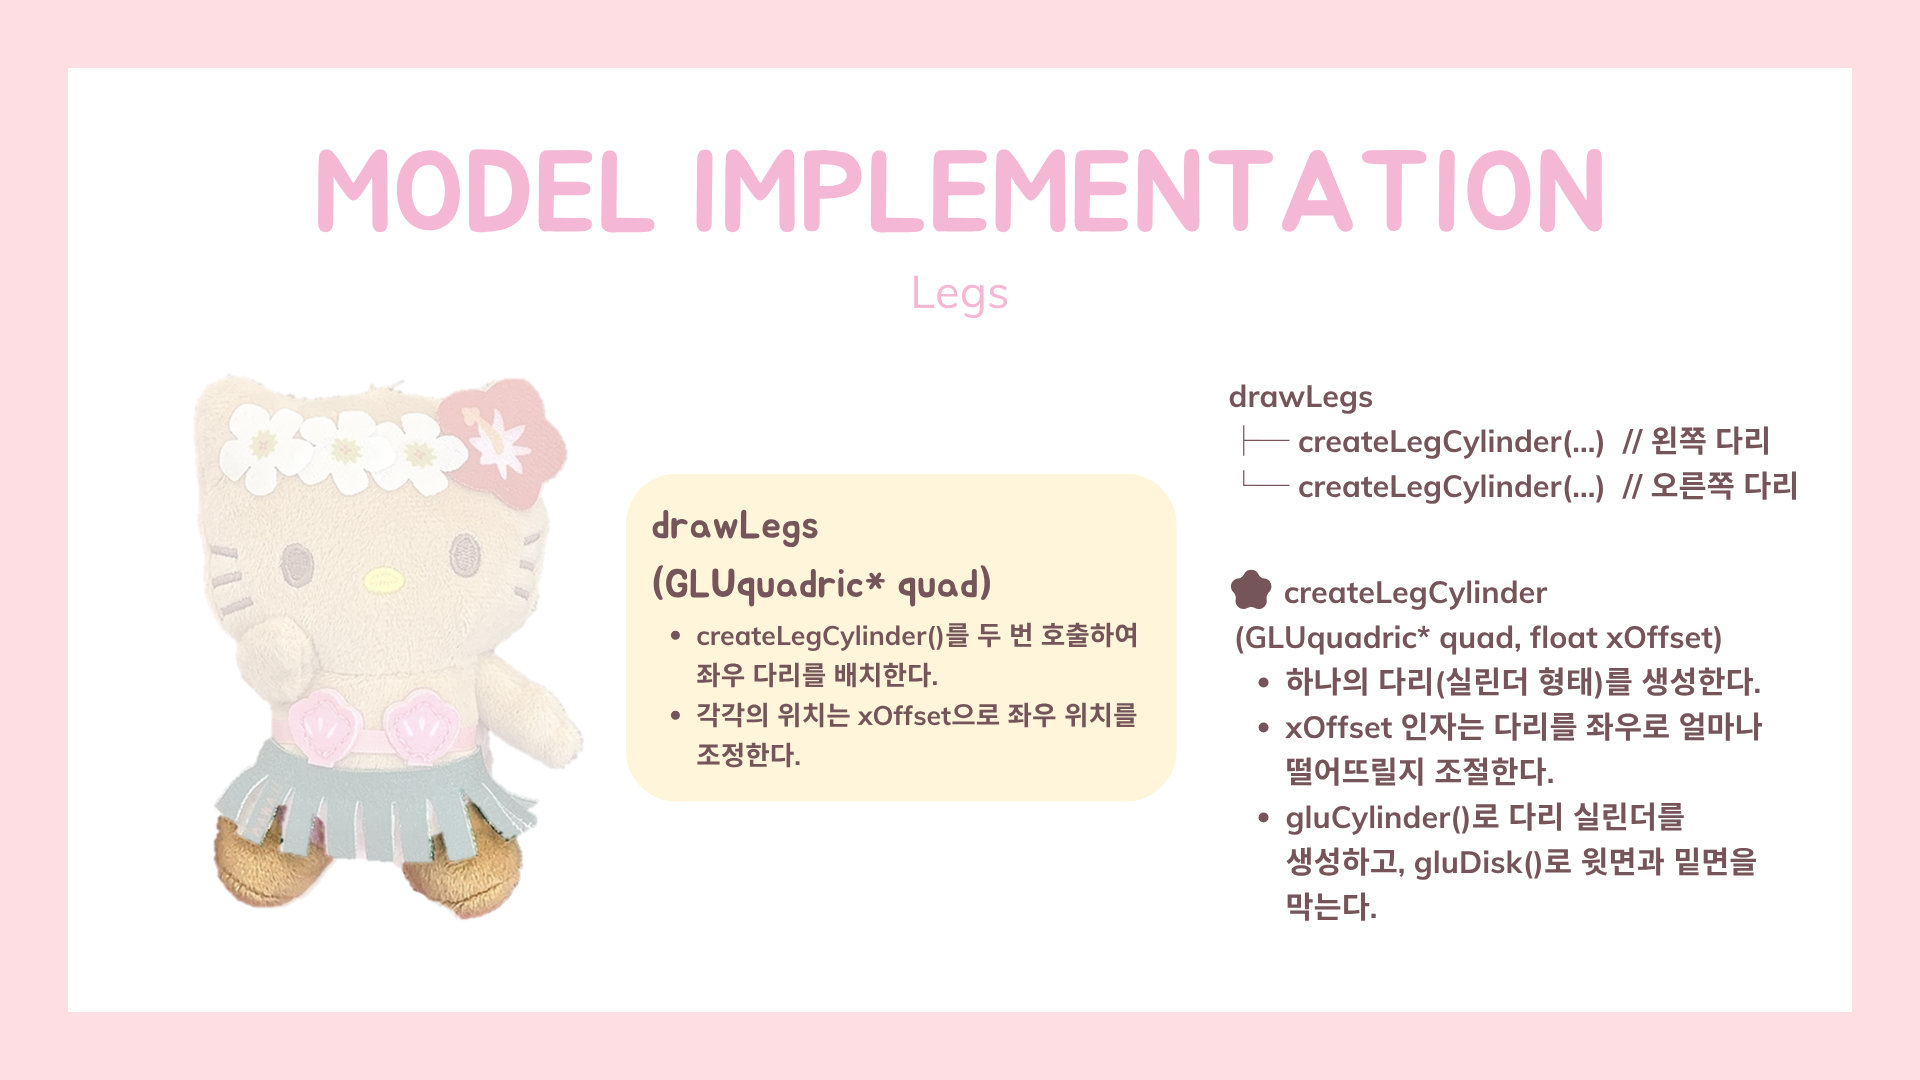 MODEL IMPLEMENTATION
Legs
drawLegs
(GLUquadric* quad)
• createLegCylinder()를 두 번 호출하여
좌우 다리를 배치한다.
• 각각의 위치는 xOffset으로 좌우 위치를
조정한다.
drawLegs
├── createLegCylinder(...) // 왼쪽 다리
└── createLegCylinder(...) // 오른쪽 다리
createLegCylinder
(GLUquadric* quad, float xOffset)
• 하나의 다리(실린더 형태)를 생성한다.
• xOffset 인자는 다리를 좌우로 얼마나
떨어뜨릴지 조절한다.
• gluCylinder()로 다리 실린더를
생성하고, gluDisk()로 윗면과 밑면을
막는다.